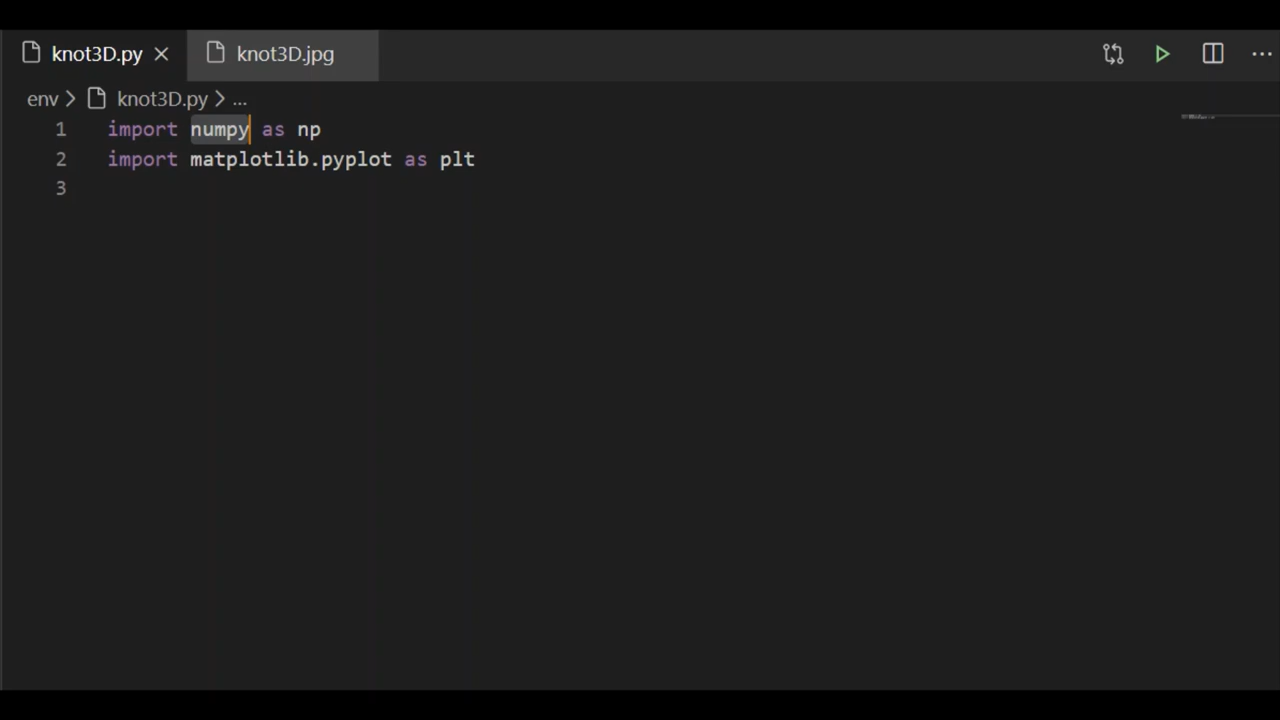 knot3D.py knot3D.jpg
env > knot3D.py > ...
1 import numpy as np
2 import matplotlib.pyplot as plt
3